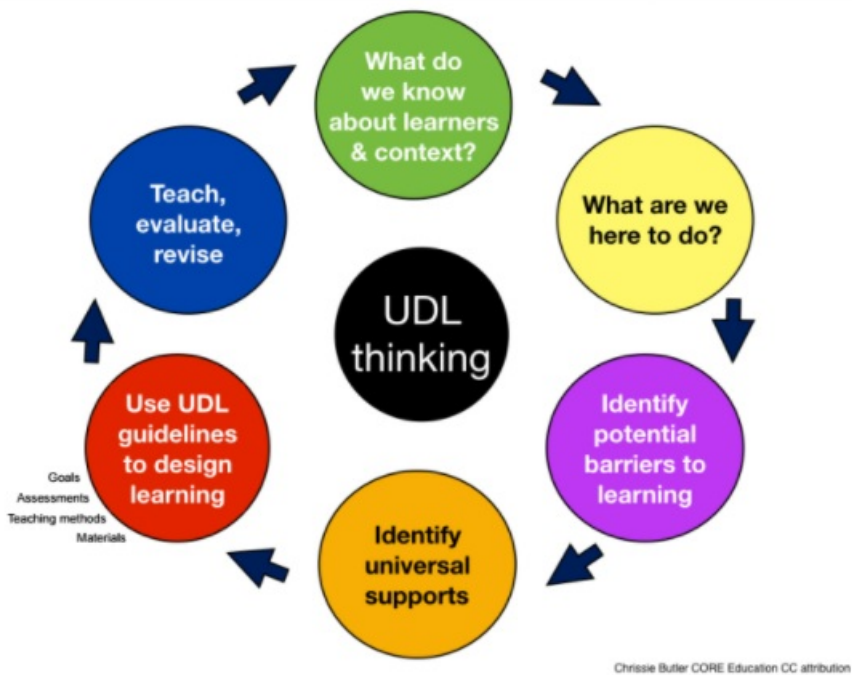 What do
we know
about learners
& context?
What are we
here to do?
Identify
potential
barriers to
learning
Identify
universal
supports
Use UDL
guidelines
to design
learning
Goals
Assessments
Teaching methods
Materials
Teach,
evaluate,
revise
UDL
thinking
Chrissie Butler CORE Education CC attribution